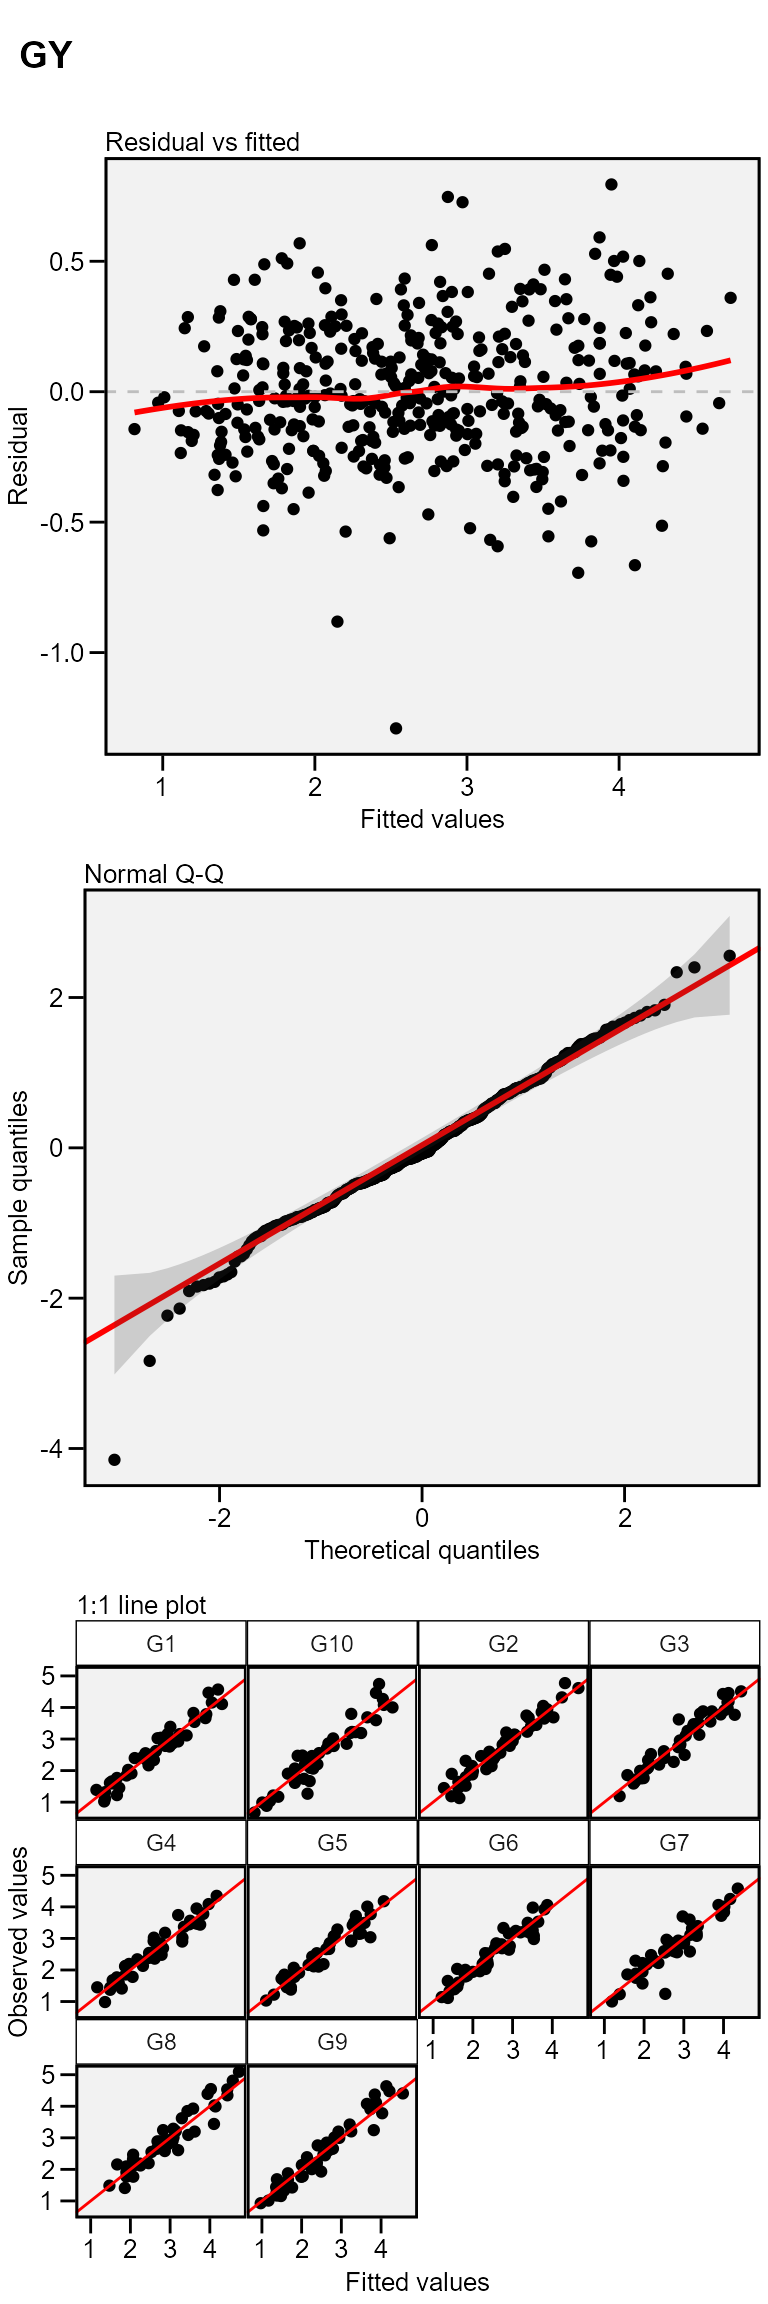 GY
Residual vs fitted
0.5
0.0
-0.5
-1.0
Residual
1 2 3 4
Fitted values
Normal Q-Q
2
0
-2
-4
Sample quantiles
-2 0 2
Theoretical quantiles
1:1 line plot
G1 G10 G2 G3
5
4
3
2
1
G4 G5 G6 G7
5
4
3
2
1
Observed values
1 2 3 4 1 2 3 4
G8 G9
5
4
3
2
1
1 2 3 4 1 2 3 4
Fitted values